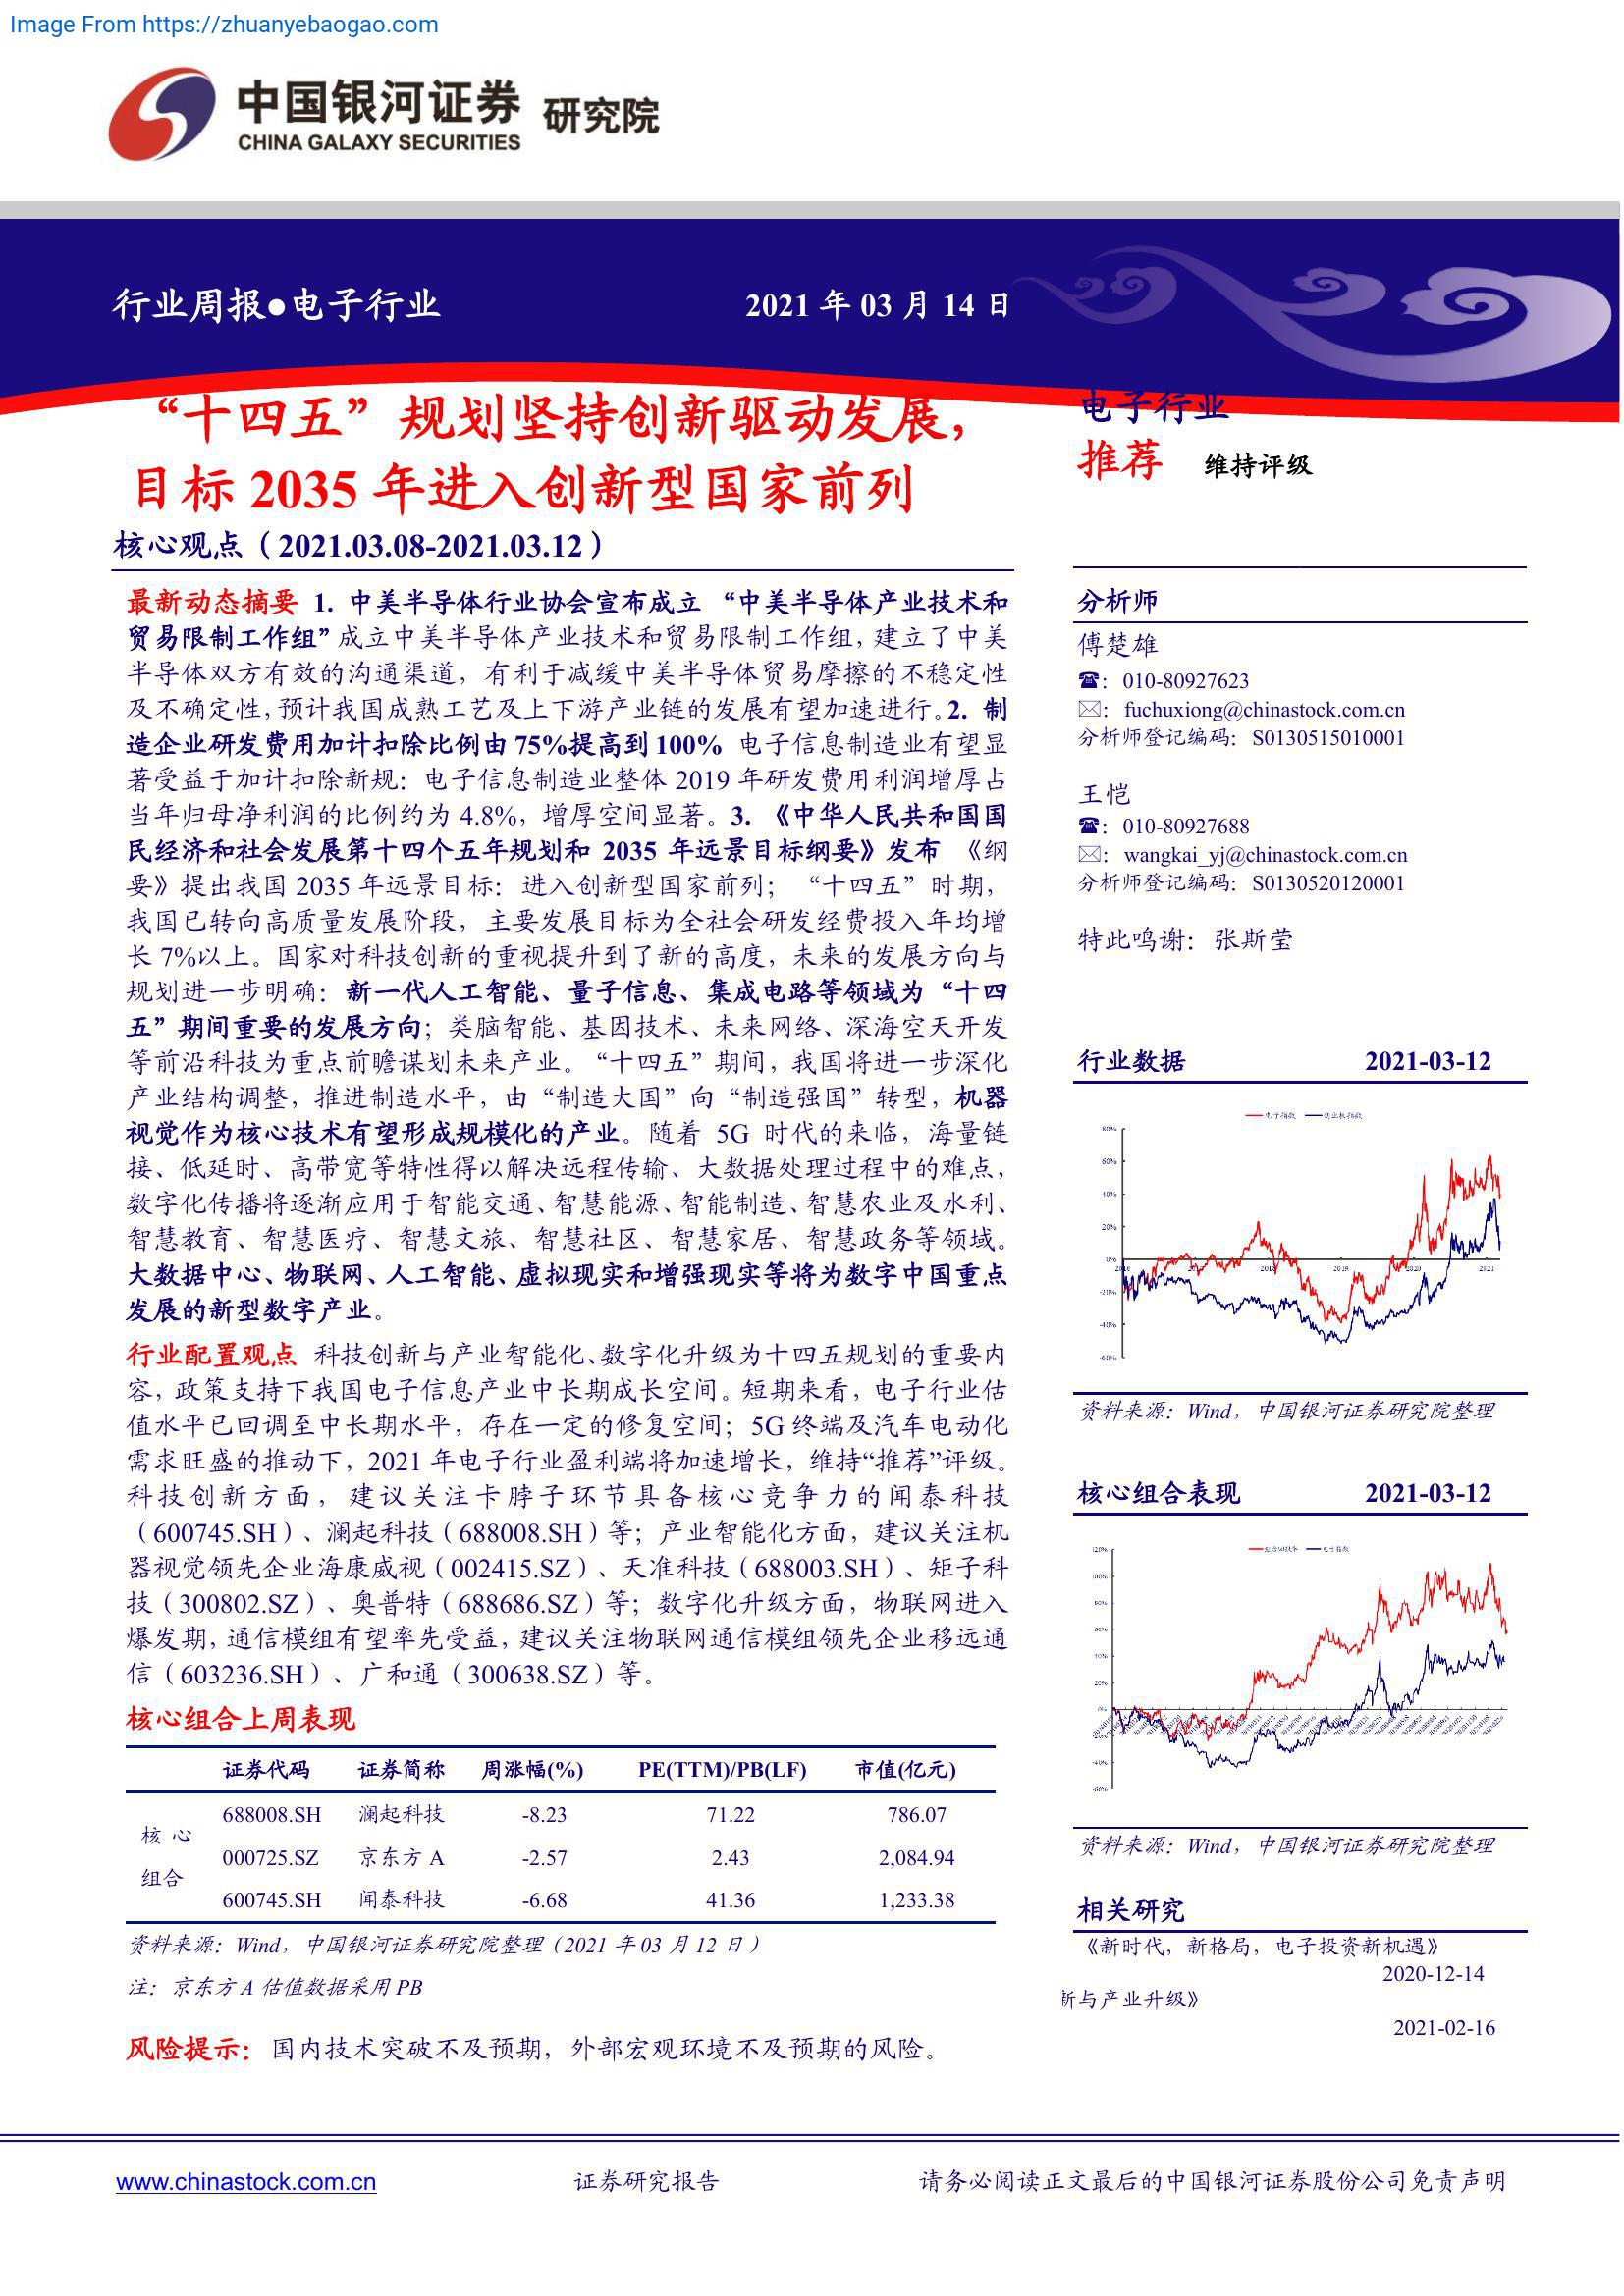 Image From https://zhuanyebaogao.com
中国银河证券 研究院
CHINA GALAXY SECURITIES
行业周报●电子行业
2021 年 03 月 14 日
“十四五”规划坚持创新驱动发展，
目标 2035 年进入创新型国家前列
核心观点（2021.03.08-2021.03.12）
最新动态摘要 1. 中美半导体行业协会宣布成立 “中美半导体产业技术和
贸易限制工作组”成立中美半导体产业技术和贸易限制工作组，建立了中美
半导体双方有效的沟通渠道，有利于减缓中美半导体贸易摩擦的不稳定性
及不确定性，预计我国成熟工艺及上下游产业链的发展有望加速进行。2. 制
造企业研发费用加计扣除比例由 75%提高到 100% 电子信息制造业有望显
著受益于加计扣除新规：电子信息制造业整体 2019 年研发费用利润增厚占
当年归母净利润的比例约为 4.8%，增厚空间显著。3. 《中华人民共和国国
民经济和社会发展第十四个五年规划和 2035 年远景目标纲要》发布 《纲
要》提出我国 2035 年远景目标：进入创新型国家前列； “十四五”时期，
我国已转向高质量发展阶段，主要发展目标为全社会研发经费投入年均增
长 7%以上。国家对科技创新的重视提升到了新的高度，未来的发展方向与
规划进一步明确：新一代人工智能、量子信息、集成电路等领域为“十四
五”期间重要的发展方向；类脑智能、基因技术、未来网络、深海空天开发
等前沿科技为重点前瞻谋划未来产业。“十四五”期间，我国将进一步深化
产业结构调整，推进制造水平，由“制造大国”向“制造强国”转型，机器
视觉作为核心技术有望形成规模化的产业。随着 5G 时代的来临，海量链
接、低延时、高带宽等特性得以解决远程传输、大数据处理过程中的难点，
数字化传播将逐渐应用于智能交通、智慧能源、智能制造、智慧农业及水利、
智慧教育、智慧医疗、智慧文旅、智慧社区、智慧家居、智慧政务等领域。
大数据中心、物联网、人工智能、虚拟现实和增强现实等将为数字中国重点
发展的新型数字产业。
行业配置观点 科技创新与产业智能化、数字化升级为十四五规划的重要内
容，政策支持下我国电子信息产业中长期成长空间。短期来看，电子行业估
值水平已回调至中长期水平，存在一定的修复空间；5G 终端及汽车电动化
需求旺盛的推动下，2021 年电子行业盈利端将加速增长，维持“推荐”评级。
科技创新方面，建议关注卡脖子环节具备核心竞争力的闻泰科技
（600745.SH）、澜起科技（688008.SH）等；产业智能化方面，建议关注机
器视觉领先企业海康威视（002415.SZ）、天准科技（688003.SH）、矩子科
技（300802.SZ）、奥普特（688686.SZ）等；数字化升级方面，物联网进入
爆发期，通信模组有望率先受益，建议关注物联网通信模组领先企业移远通
信（603236.SH）、广和通（300638.SZ）等。
核心组合上周表现
证券代码 证券简称 周涨幅(%) PE(TTM)/PB(LF) 市值(亿元)
核 心
组合
688008.SH 澜起科技 -8.23 71.22 786.07
000725.SZ 京东方 A -2.57 2.43 2,084.94
600745.SH 闻泰科技 -6.68 41.36 1,233.38
资料来源：Wind，中国银河证券研究院整理（2021 年 03 月 12 日）
注：京东方 A 估值数据采用 PB
风险提示： 国内技术突破不及预期，外部宏观环境不及预期的风险。
电子行业
推荐 维持评级
分析师
傅楚雄
☎：010-80927623
✉：fuchuxiong@chinastock.com.cn
分析师登记编码：S0130515010001
王恺
☎：010-80927688
✉：wangkai_yj@chinastock.com.cn
分析师登记编码：S0130520120001
特此鸣谢：张斯莹
行业数据 2021-03-12
电子指数 创业板指数
80%
60%
40%
20%
0%
-20%
-40%
-60%
2018
2019
2020
2021
资料来源：Wind，中国银河证券研究院整理
核心组合表现 2021-03-12
电子指数
120%
100%
80%
60%
40%
20%
0%
-20%
-40%
-60%
资料来源：Wind，中国银河证券研究院整理
相关研究
《新时代，新格局，电子投资新机遇》
2020-12-14
新与产业升级》
2021-02-16
www.chinastock.com.cn
证券研究报告
请务必阅读正文最后的中国银河证券股份公司免责声明